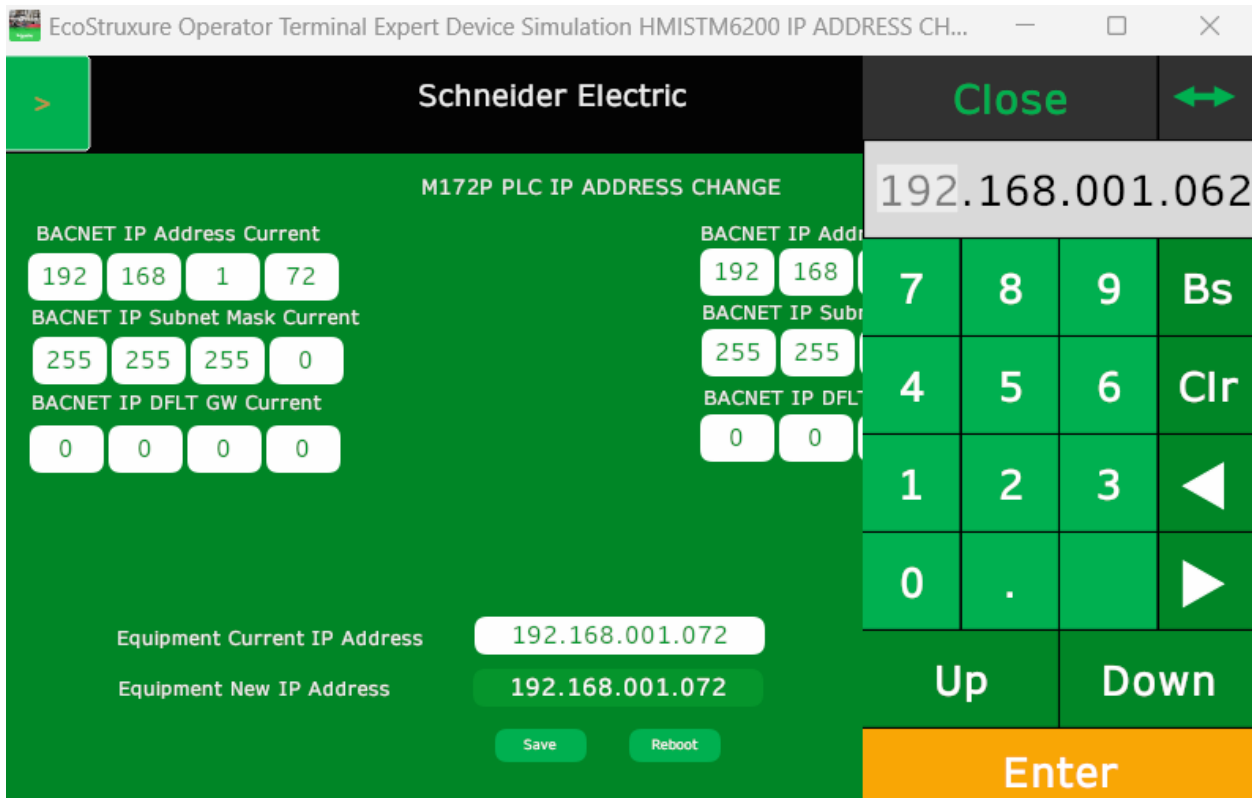 EcoStruxure Operator Terminal Expert Device Simulation HMISTM6200 IP ADDRESS CH...
>
Schneider Electric
Close
192.168.001.062
M172P PLC IP ADDRESS CHANGE
BACNET IP Address Current
192 168 1 72
BACNET IP Subnet Mask Current
255 255 255 0
BACNET IP DFLT GW Current
0 0 0 0
BACNET IP Addr
192 168
BACNET IP Subn
255 255
BACNET IP DFLT
0 0
7 8 9 Bs
4 5 6 Clr
1 2 3
0 .
Up Down
Enter
Equipment Current IP Address 192.168.001.072
Equipment New IP Address 192.168.001.072
Save Reboot